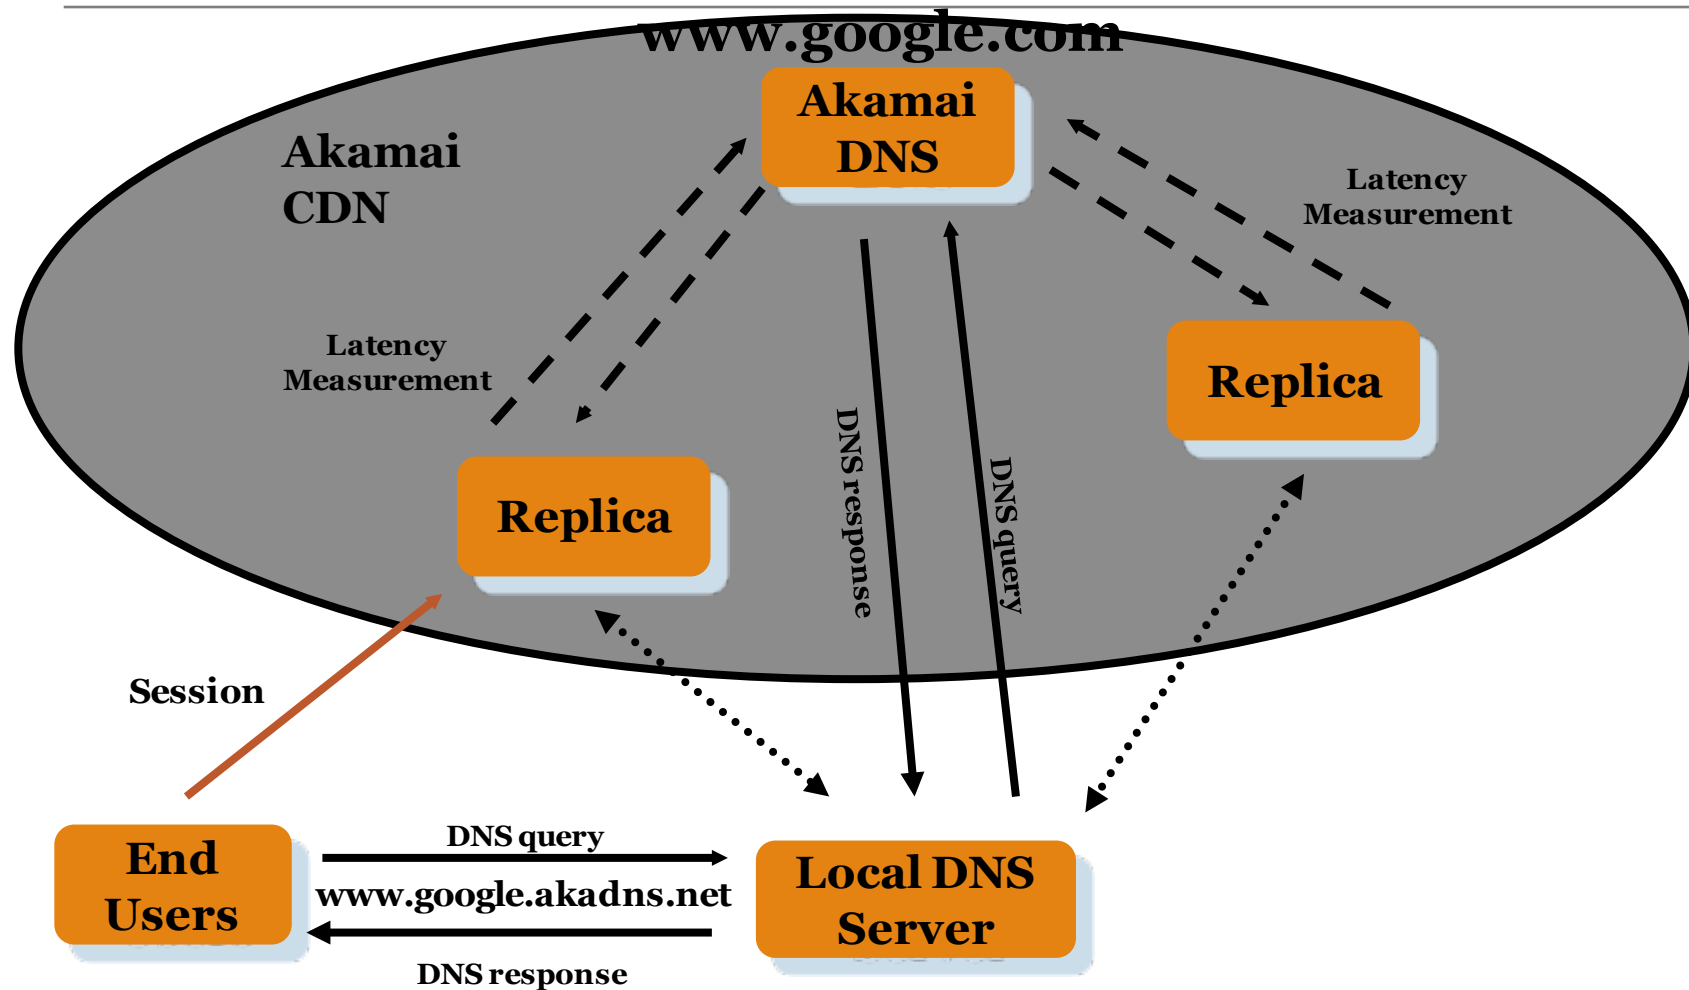 www.google.com
Akamai
DNS
Akamai
CDN
Latency
Measurement
Latency
Measurement
Replica
Replica
DNS response
DNS query
Session
DNS query
End
Users
www.google.akadns.net
Local DNS
Server
DNS response